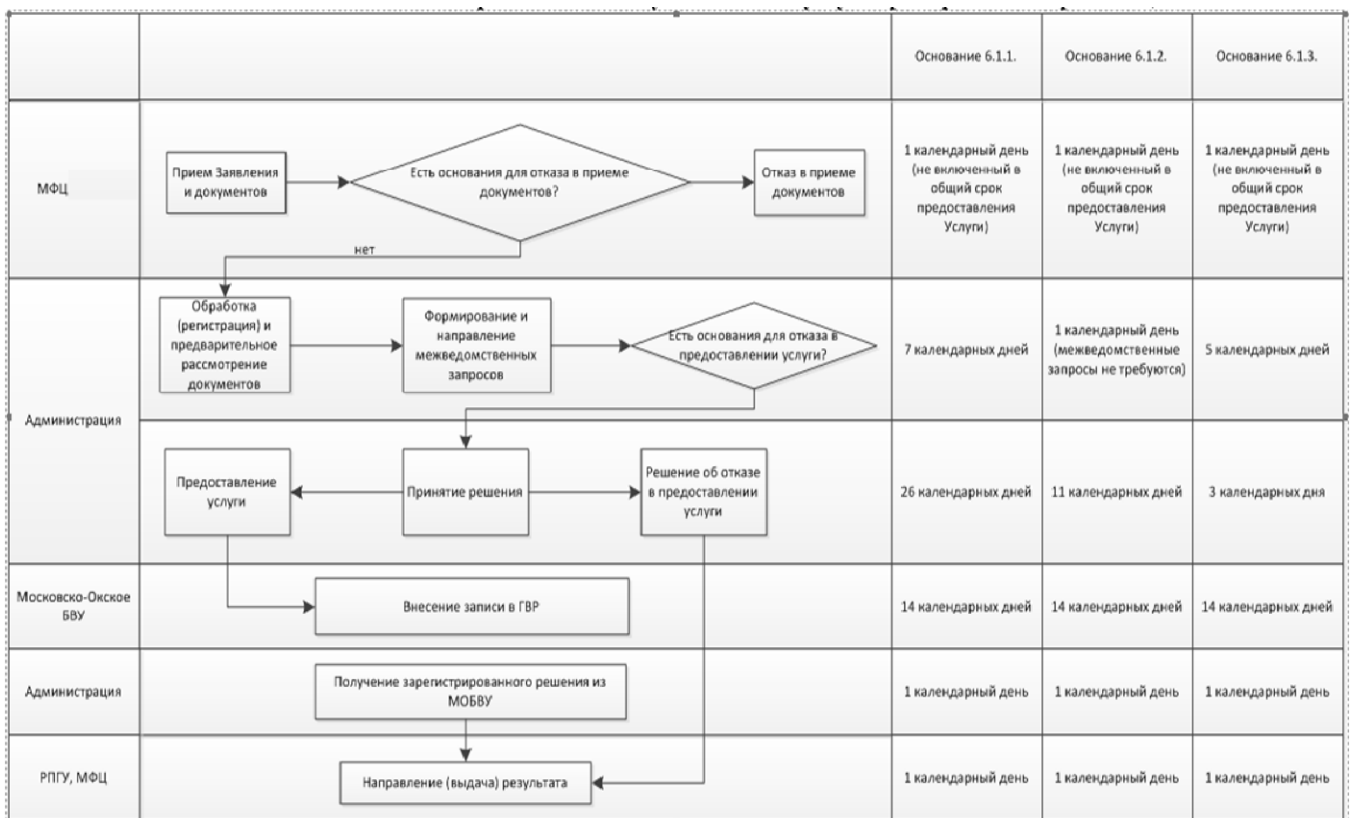 Основание 6.1.1.
Основание 6.1.2.
Основание 6.1.3.
МФЦ
Прием Заявления
и документов
Есть основания для отказа в приеме
документов?
Отказ в приеме
документов
нет
1 календарный день
(не включенный в
общий срок
предоставления
Услуги)
1 календарный день
(не включенный в
общий срок
предоставления
Услуги)
1 календарный день
(не включенный в
общий срок
предоставления
Услуги)
Администрация
Обработка
(регистрация) и
предварительное
рассмотрение
документов
Формирование и
направление
межведомственных
запросов
Есть основания для отказа в
предоставлении услуги?
7 календарных дней
1 календарный день
(межведомственные
запросы не требуются)
5 календарных дней
Предоставление
услуги
Принятие решения
Решение об отказе
в предоставлении
услуги
26 календарных дней
11 календарных дней
3 календарных дня
Московско-Окское
БВУ
Внесение записи в ГВР
14 календарных дней
14 календарных дней
14 календарных дней
Администрация
Получение зарегистрированного решения из
МОБВУ
1 календарный день
1 календарный день
1 календарный день
РПГУ, МФЦ
Направление (выдача) результата
1 календарный день
1 календарный день
1 календарный день